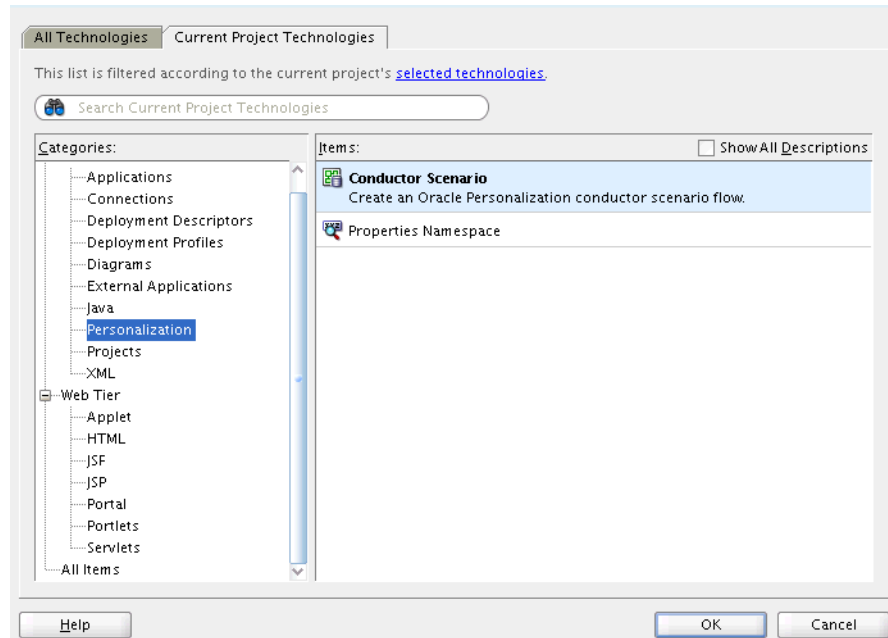 All Technologies Current Project Technologies
This list is filtered according to the current project's selected technologies.
Search Current Project Technologies
Categories:
Applications
Connections
Deployment Descriptors
Deployment Profiles
Diagrams
External Applications
Java
Personalization
Projects
XML
Web Tier
Applet
HTML
JSF
JSP
Portal
Portlets
Servlets
All Items
Items: Show All Descriptions
Conductor Scenario
Create an Oracle Personalization conductor scenario flow.
Properties Namespace
Help OK Cancel